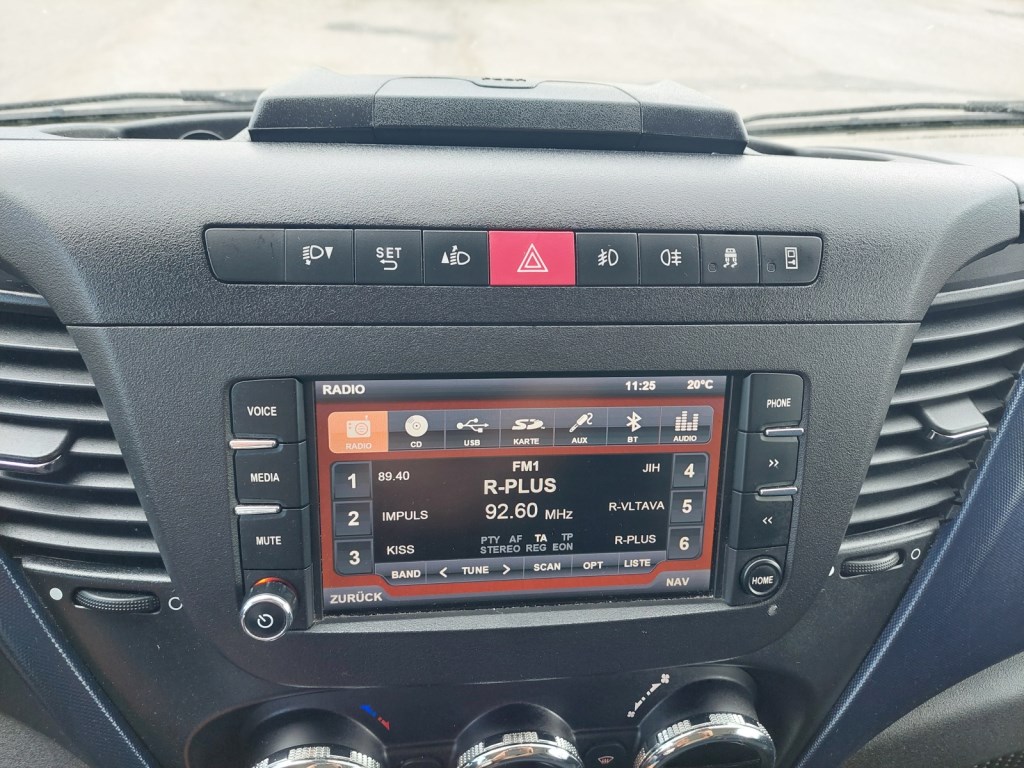 SET
RADIO 11:25 20°C
VOICE
MEDIA
MUTE
PHONE
>>
<<
HOME
RADIO CD USB KARTE AUX BT AUDIO
FM1
1 89.40 R-PLUS JIH 4
2 IMPULS 92.60 MHz R-VLTAVA 5
3 KISS PTY AF TA TP R-PLUS 6
STEREO REG EON
BAND < TUNE > SCAN OPT LISTE
ZURÜCK NAV